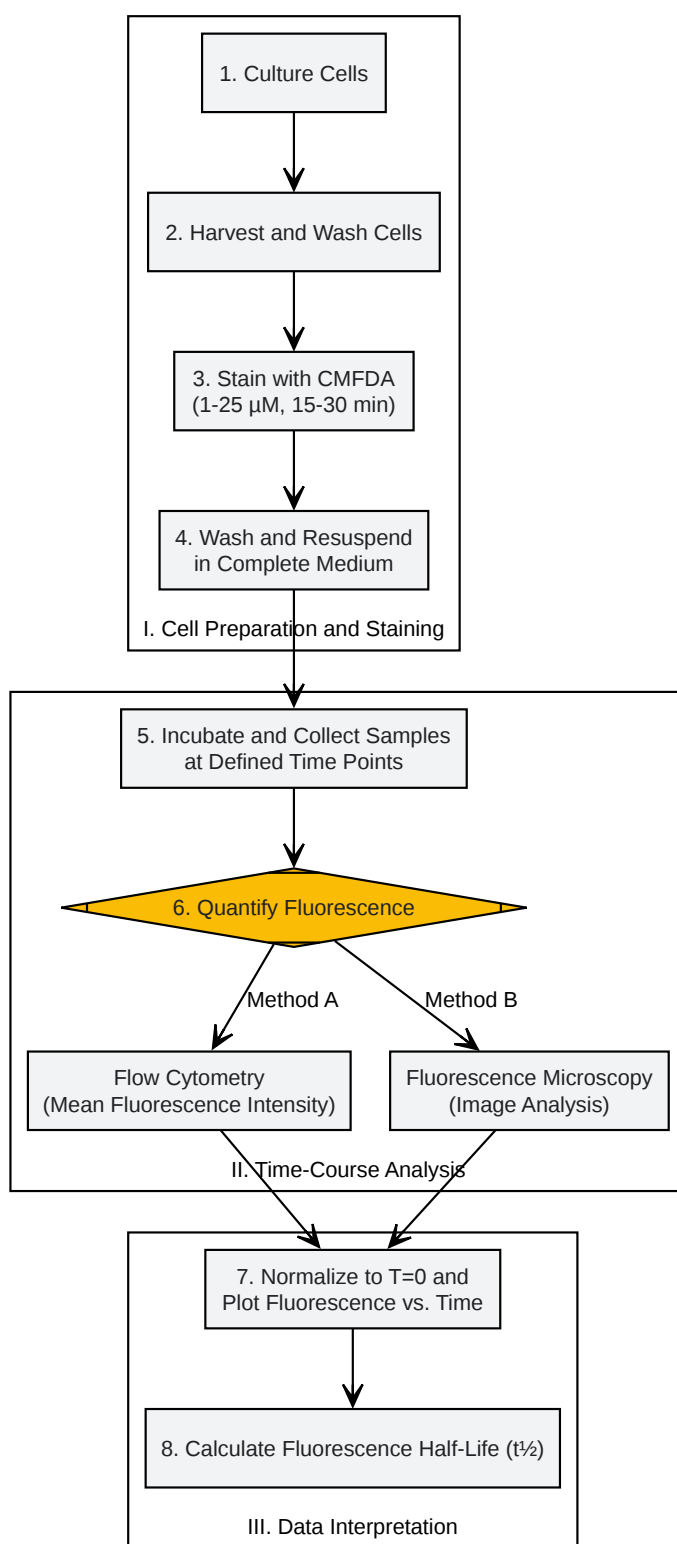 1. Culture Cells
2. Harvest and Wash Cells
3. Stain with CMFDA
(1-25 µM, 15-30 min)
4. Wash and Resuspend
in Complete Medium
I. Cell Preparation and Staining
5. Incubate and Collect Samples
at Defined Time Points
6. Quantify Fluorescence
Method A
Method B
Flow Cytometry
(Mean Fluorescence Intensity)
Fluorescence Microscopy
(Image Analysis)
II. Time-Course Analysis
7. Normalize to T=0 and
Plot Fluorescence vs. Time
8. Calculate Fluorescence Half-Life (t½)
III. Data Interpretation